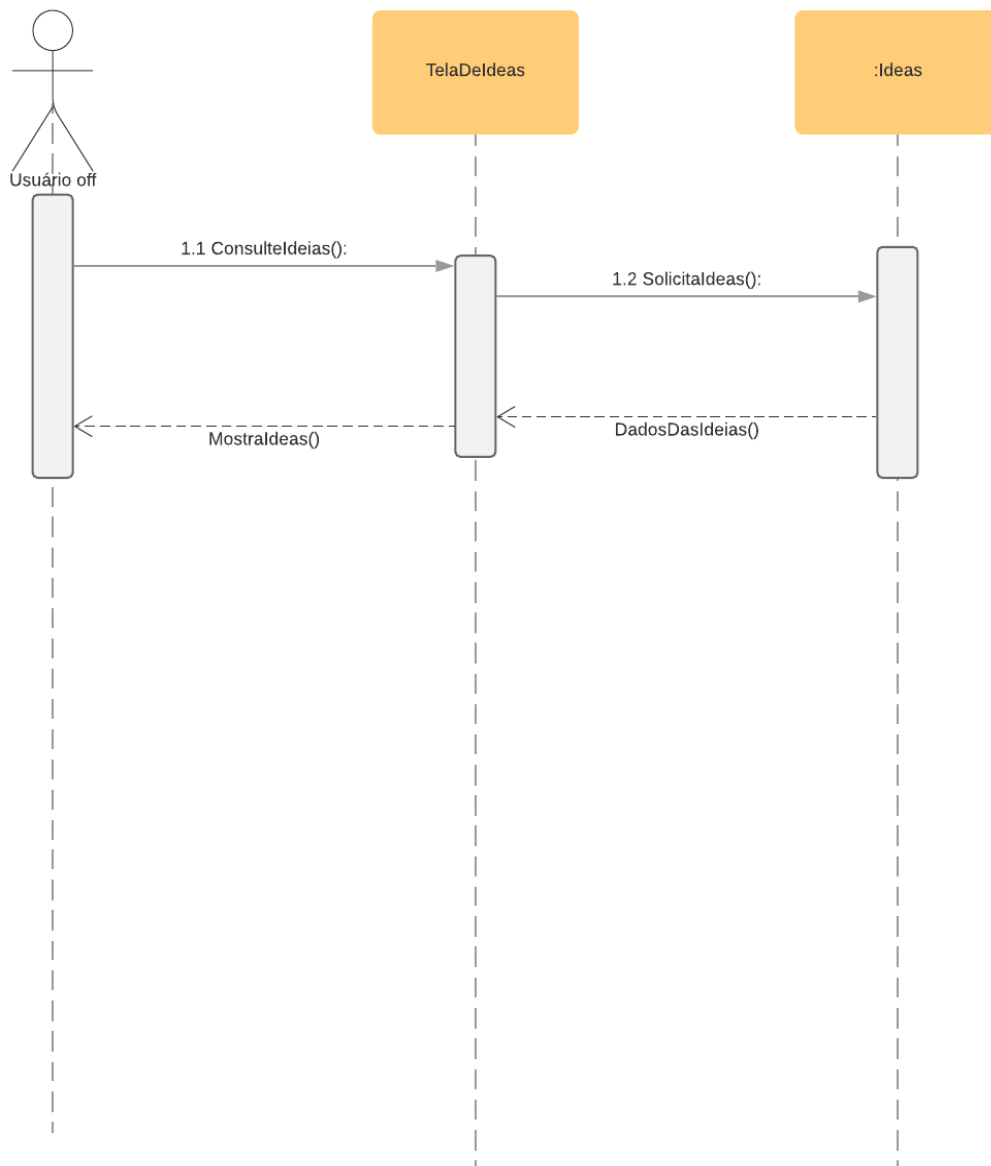 TelaDeIdeas
:Ideas
Usuário off
1.1 ConsulteIdeias():
1.2 SolicitaIdeas():
DadosDasIdeias()
MostraIdeas()